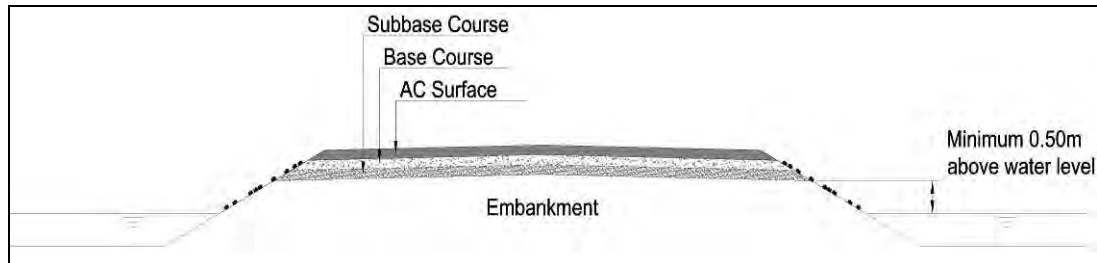 Subbase Course
Base Course
AC Surface
Minimum 0.50m
above water level
Embankment